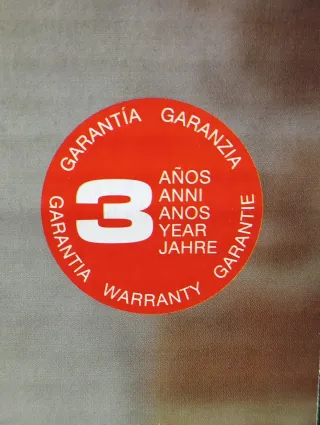 GARANTÍA GARANZIA
3
AÑOS
ANNI
ANOS
YEAR
JAHRE
GARANTIA WARRANTY GARANTIE